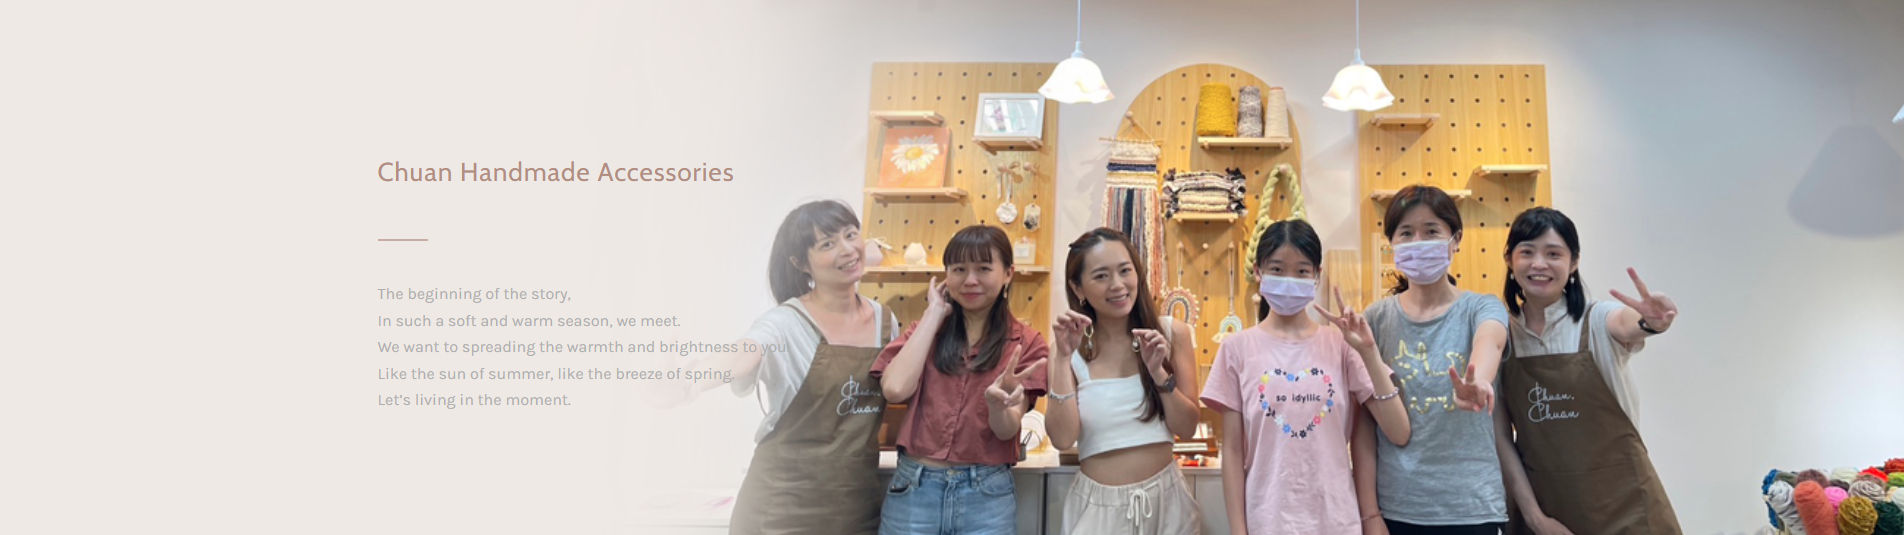 Chuan Handmade Accessories
The beginning of the story,
In such a soft and warm season, we meet.
We want to spreading the warmth and brightness to you
Like the sun of summer, like the breeze of spring.
Let's living in the moment.
Chuan.
Chuan
so idyllic
Chuan.
Chuan